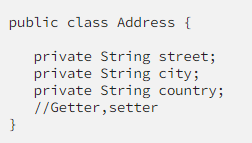 public class Address {
private String street;
private String city;
private String country;
//Getter,setter
}